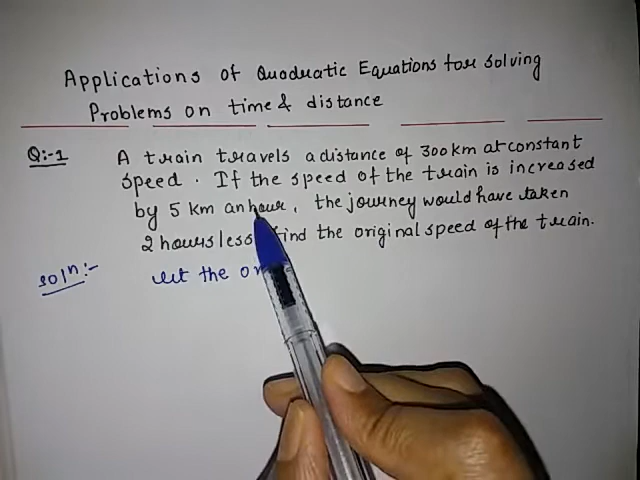 Applications of Quadratic Equations for solving
Problems on time & distance
Q:-1 A train travels a distance of 300km at constant
speed. If the speed of the train is increased
by 5 km an hour, the journey would have taken
2 hours less find the original speed of the train.
solⁿ:- let the or